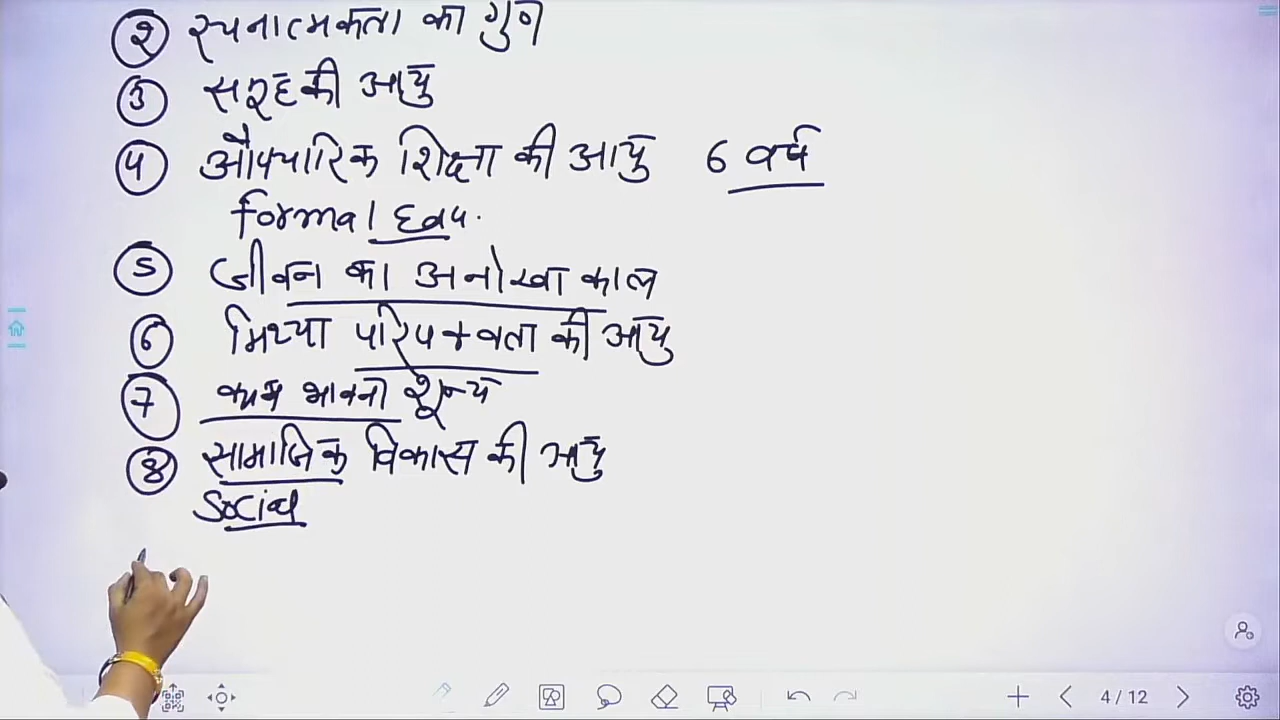 ② रचनात्मकता का गुण
③ समूह की आयु
④ औपचारिक शिक्षा की आयु 6 वर्ष
formal Edu.
⑤ जीवन का अनोखा काल
⑥ मिथ्या परिपक्वता की आयु
⑦ काम भावना शून्य
⑧ सामाजिक विकास की आयु
Social
4/12